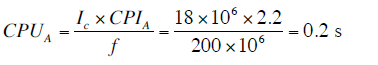 CPU_A = (I_c × CPI_A) / f = (18 × 10^6 × 2.2) / (200 × 10^6) = 0.2 s